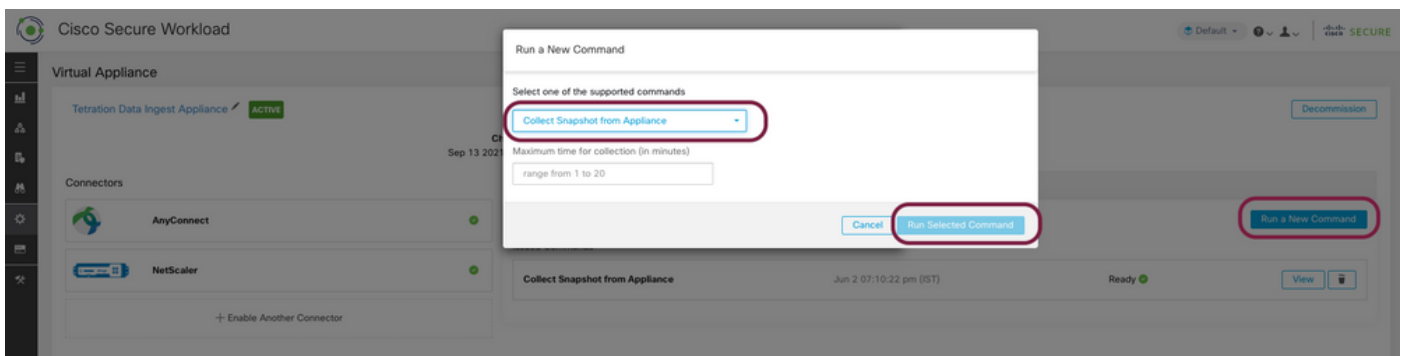 Cisco Secure Workload
Default
cisco SECURE
Run a New Command
Virtual Appliance
Select one of the supported commands
Tetration Data Ingest Appliance ACTIVE
Collect Snapshot from Appliance
Decommission
Sep 13 2021
Maximum time for collection (in minutes)
range from 1 to 20
Connectors
AnyConnect
Cancel Run Selected Command
Run a New Command
NetScaler
Collect Snapshot from Appliance Jun 2 07:10:22 pm (IST) Ready View
+ Enable Another Connector